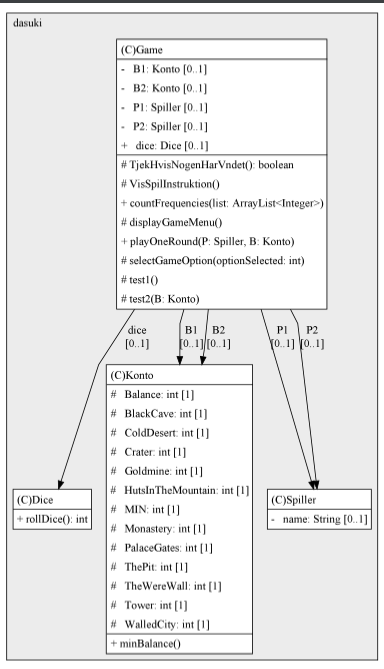 dasuki
(C)Game
- B1: Konto [0..1]
- B2: Konto [0..1]
- P1: Spiller [0..1]
- P2: Spiller [0..1]
+ dice: Dice [0..1]
# TjekHvisNogenHarVndet(): boolean
# VisSpilInstruktion()
+ countFrequencies(list: ArrayList<Integer>)
# displayGameMenu()
+ playOneRound(P: Spiller, B: Konto)
# selectGameOption(optionSelected: int)
# test1()
# test2(B: Konto)
dice B1 B2 P1 P2
[0..1] [0..1] [0..1] [0..1] [0..1]
(C)Konto
# Balance: int [1]
# BlackCave: int [1]
# ColdDesert: int [1]
# Crater: int [1]
# Goldmine: int [1]
# HutsInTheMountain: int [1]
# MIN: int [1]
# Monastery: int [1]
# PalaceGates: int [1]
# ThePit: int [1]
# TheWereWall: int [1]
# Tower: int [1]
# WalledCity: int [1]
+ minBalance()
(C)Dice
+ rollDice(): int
(C)Spiller
- name: String [0..1]